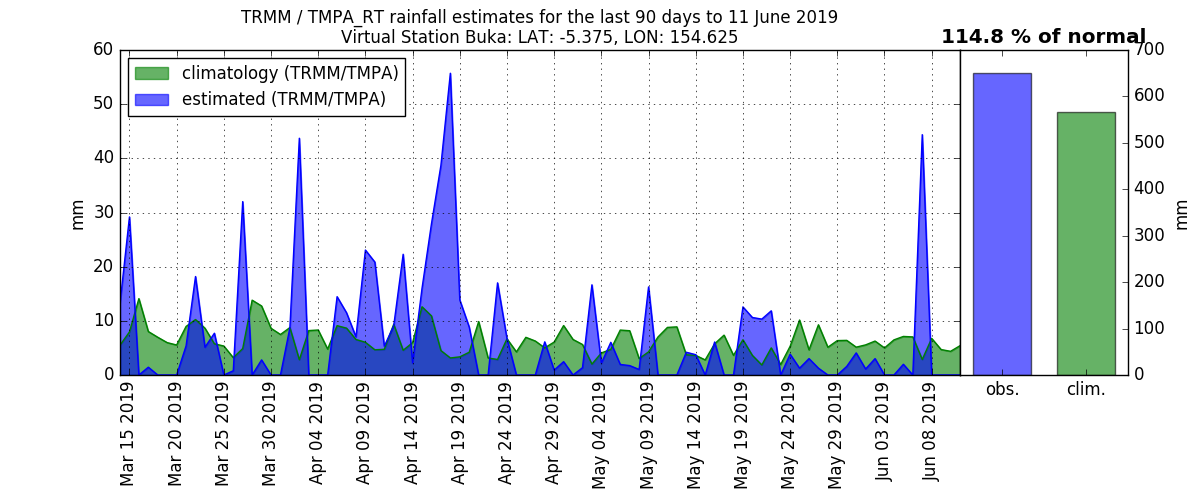 TRMM / TMPA_RT rainfall estimates for the last 90 days to 11 June 2019
Virtual Station Buka: LAT: -5.375, LON: 154.625
114.8 % of normal
climatology (TRMM/TMPA)
estimated (TRMM/TMPA)
60
50
40
30
20
10
0
mm
Mar 15 2019
Mar 20 2019
Mar 25 2019
Mar 30 2019
Apr 04 2019
Apr 09 2019
Apr 14 2019
Apr 19 2019
Apr 24 2019
Apr 29 2019
May 04 2019
May 09 2019
May 14 2019
May 19 2019
May 24 2019
May 29 2019
Jun 03 2019
Jun 08 2019
obs.
clim.
700
600
500
400
300
200
100
0
mm